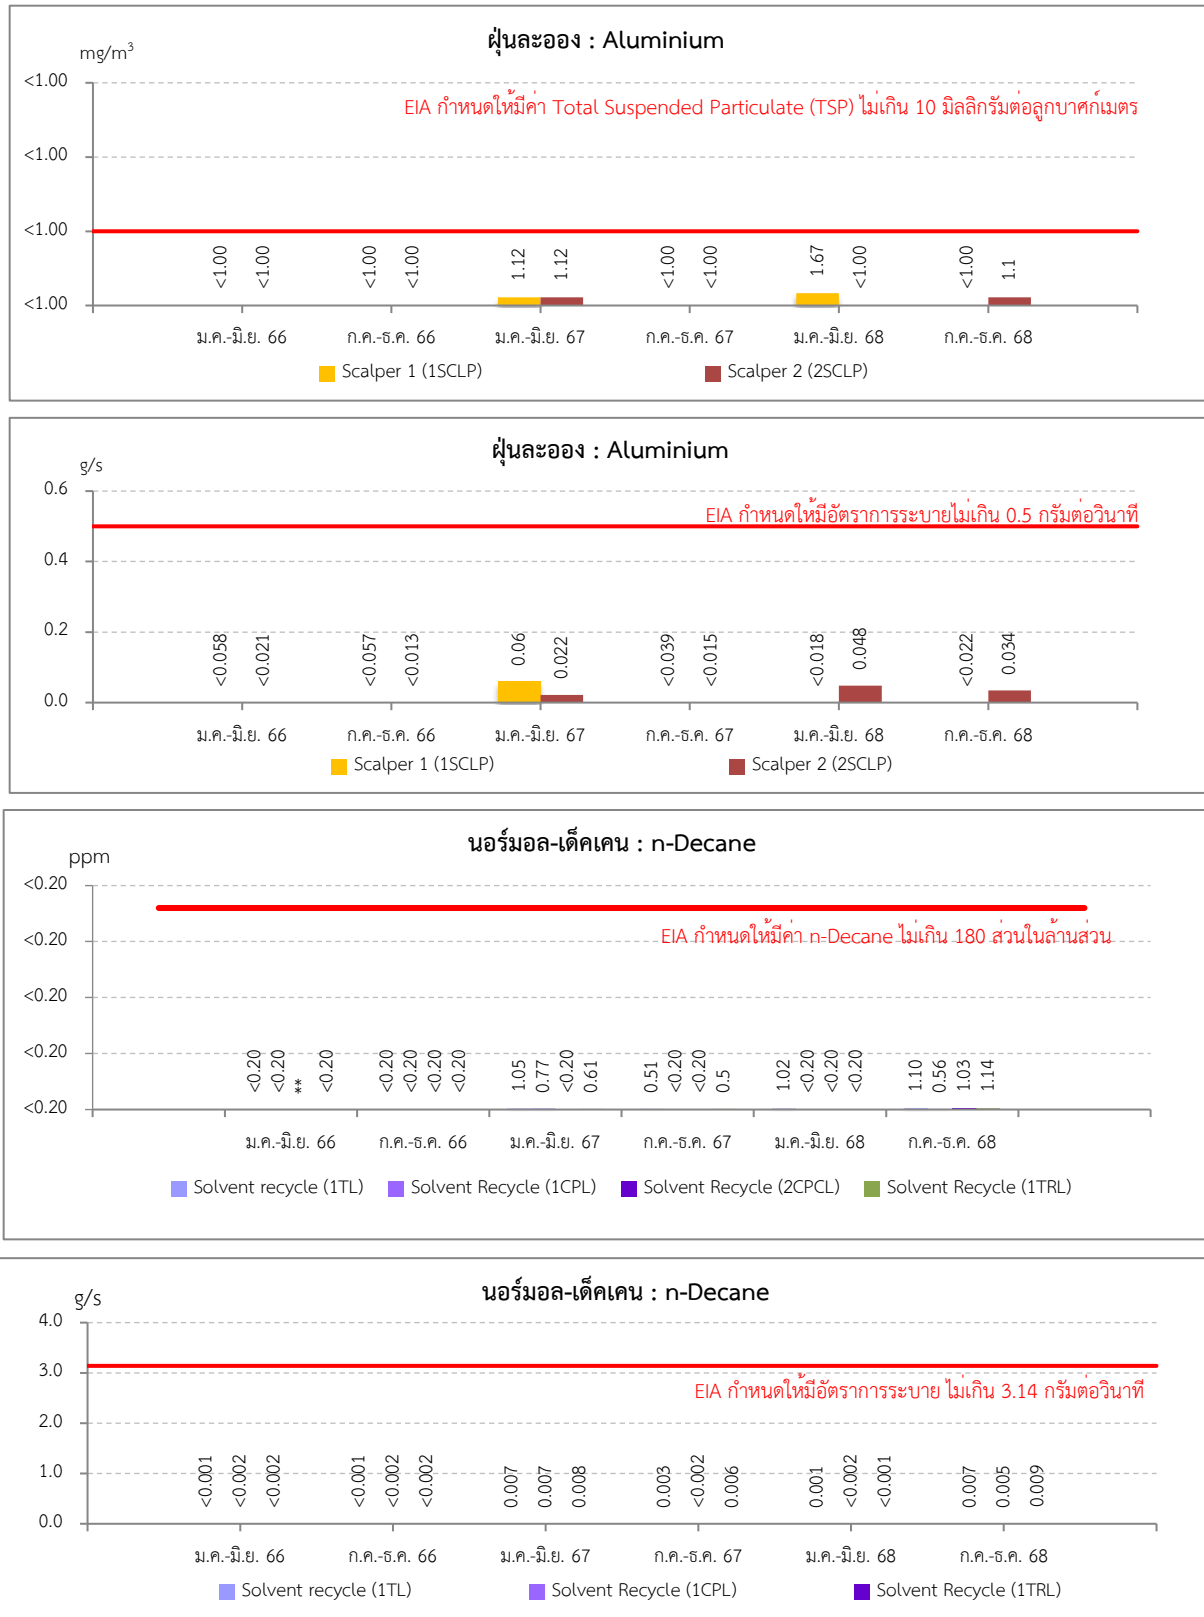 ฝุ่นละออง : Aluminium
mg/m³
<1.00
EIA กำหนดให้มีค่า Total Suspended Particulate (TSP) ไม่เกิน 10 มิลลิกรัมต่อลูกบาศก์เมตร
<1.00
<1.00
<1.00 <1.00 <1.00 <1.00 1.12 1.12 <1.00 <1.00 1.67 <1.00 <1.00 1.1
<1.00
ม.ค.-มิ.ย. 66 ก.ค.-ธ.ค. 66 ม.ค.-มิ.ย. 67 ก.ค.-ธ.ค. 67 ม.ค.-มิ.ย. 68 ก.ค.-ธ.ค. 68
Scalper 1 (1SCLP) Scalper 2 (2SCLP)
ฝุ่นละออง : Aluminium
g/s
0.6
EIA กำหนดให้มีอัตราการระบายไม่เกิน 0.5 กรัมต่อวินาที
0.4
0.2
<0.058 <0.021 <0.057 <0.013 0.06 0.022 <0.039 <0.015 <0.018 0.048 <0.022 0.034
0.0
ม.ค.-มิ.ย. 66 ก.ค.-ธ.ค. 66 ม.ค.-มิ.ย. 67 ก.ค.-ธ.ค. 67 ม.ค.-มิ.ย. 68 ก.ค.-ธ.ค. 68
Scalper 1 (1SCLP) Scalper 2 (2SCLP)
นอร์มอล-เด็คเคน : n-Decane
ppm
<0.20
EIA กำหนดให้มีค่า n-Decane ไม่เกิน 180 ส่วนในล้านส่วน
<0.20
<0.20
<0.20
<0.20 <0.20 ** <0.20 <0.20 <0.20 <0.20 <0.20 1.05 0.77 <0.20 0.61 0.51 <0.20 <0.20 0.5 1.02 <0.20 <0.20 <0.20 1.10 0.56 1.03 1.14
<0.20
ม.ค.-มิ.ย. 66 ก.ค.-ธ.ค. 66 ม.ค.-มิ.ย. 67 ก.ค.-ธ.ค. 67 ม.ค.-มิ.ย. 68 ก.ค.-ธ.ค. 68
Solvent recycle (1TL) Solvent Recycle (1CPL) Solvent Recycle (2CPCL) Solvent Recycle (1TRL)
นอร์มอล-เด็คเคน : n-Decane
g/s
4.0
3.0
EIA กำหนดให้มีอัตราการระบาย ไม่เกิน 3.14 กรัมต่อวินาที
2.0
1.0
<0.001 <0.002 <0.002 <0.001 <0.002 <0.002 0.007 0.007 0.008 0.003 <0.002 0.006 0.001 <0.002 <0.001 0.007 0.005 0.009
0.0
ม.ค.-มิ.ย. 66 ก.ค.-ธ.ค. 66 ม.ค.-มิ.ย. 67 ก.ค.-ธ.ค. 67 ม.ค.-มิ.ย. 68 ก.ค.-ธ.ค. 68
Solvent recycle (1TL) Solvent Recycle (1CPL) Solvent Recycle (1TRL)